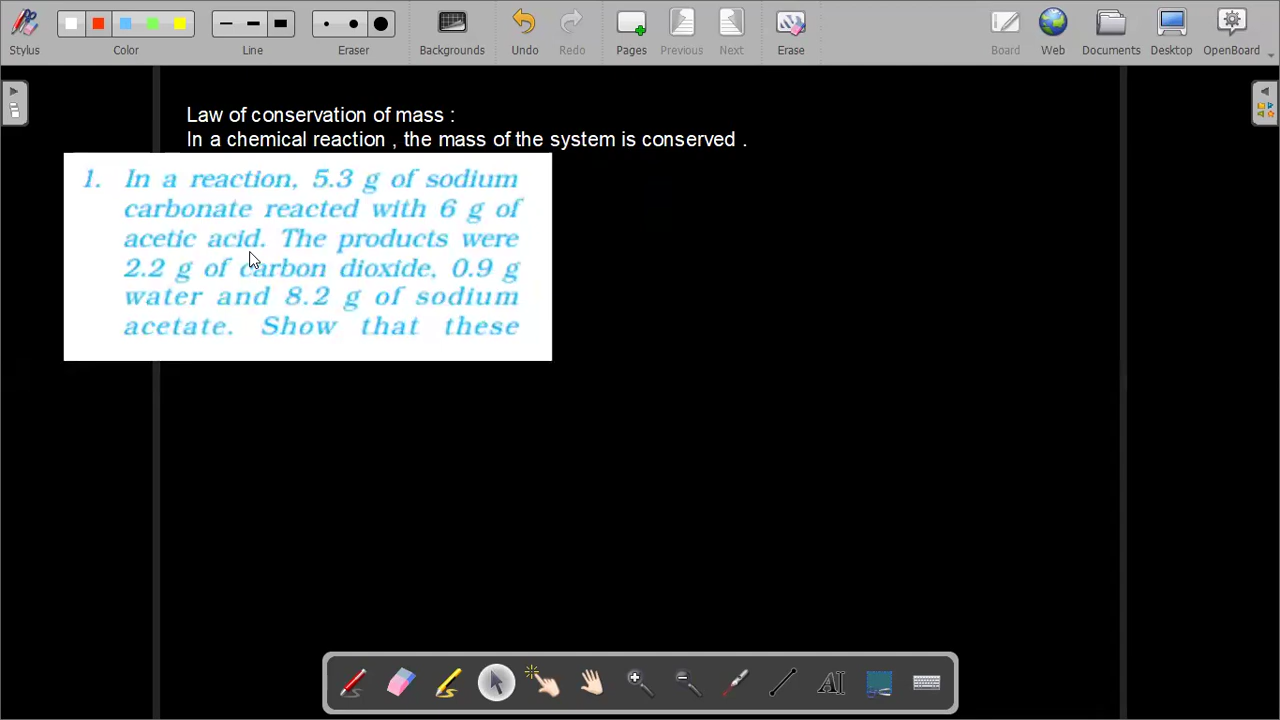 Stylus
Color
Line
Eraser
Backgrounds
Undo
Redo
Pages
Previous
Next
Erase
Board
Web
Documents
Desktop
OpenBoard
Law of conservation of mass :
In a chemical reaction , the mass of the system is conserved .
1. In a reaction, 5.3 g of sodium
carbonate reacted with 6 g of
acetic acid. The products were
2.2 g of carbon dioxide, 0.9 g
water and 8.2 g of sodium
acetate. Show that these
AI